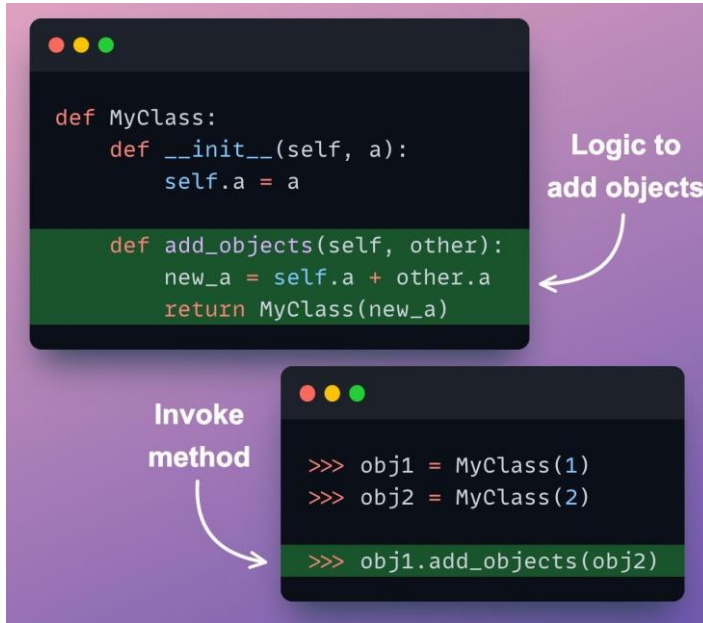 def MyClass:
    def __init__(self, a):
        self.a = a
    def add_objects(self, other):
        new_a = self.a + other.a
        return MyClass(new_a)
Logic to
add objects
Invoke
method
>>> obj1 = MyClass(1)
>>> obj2 = MyClass(2)
>>> obj1.add_objects(obj2)